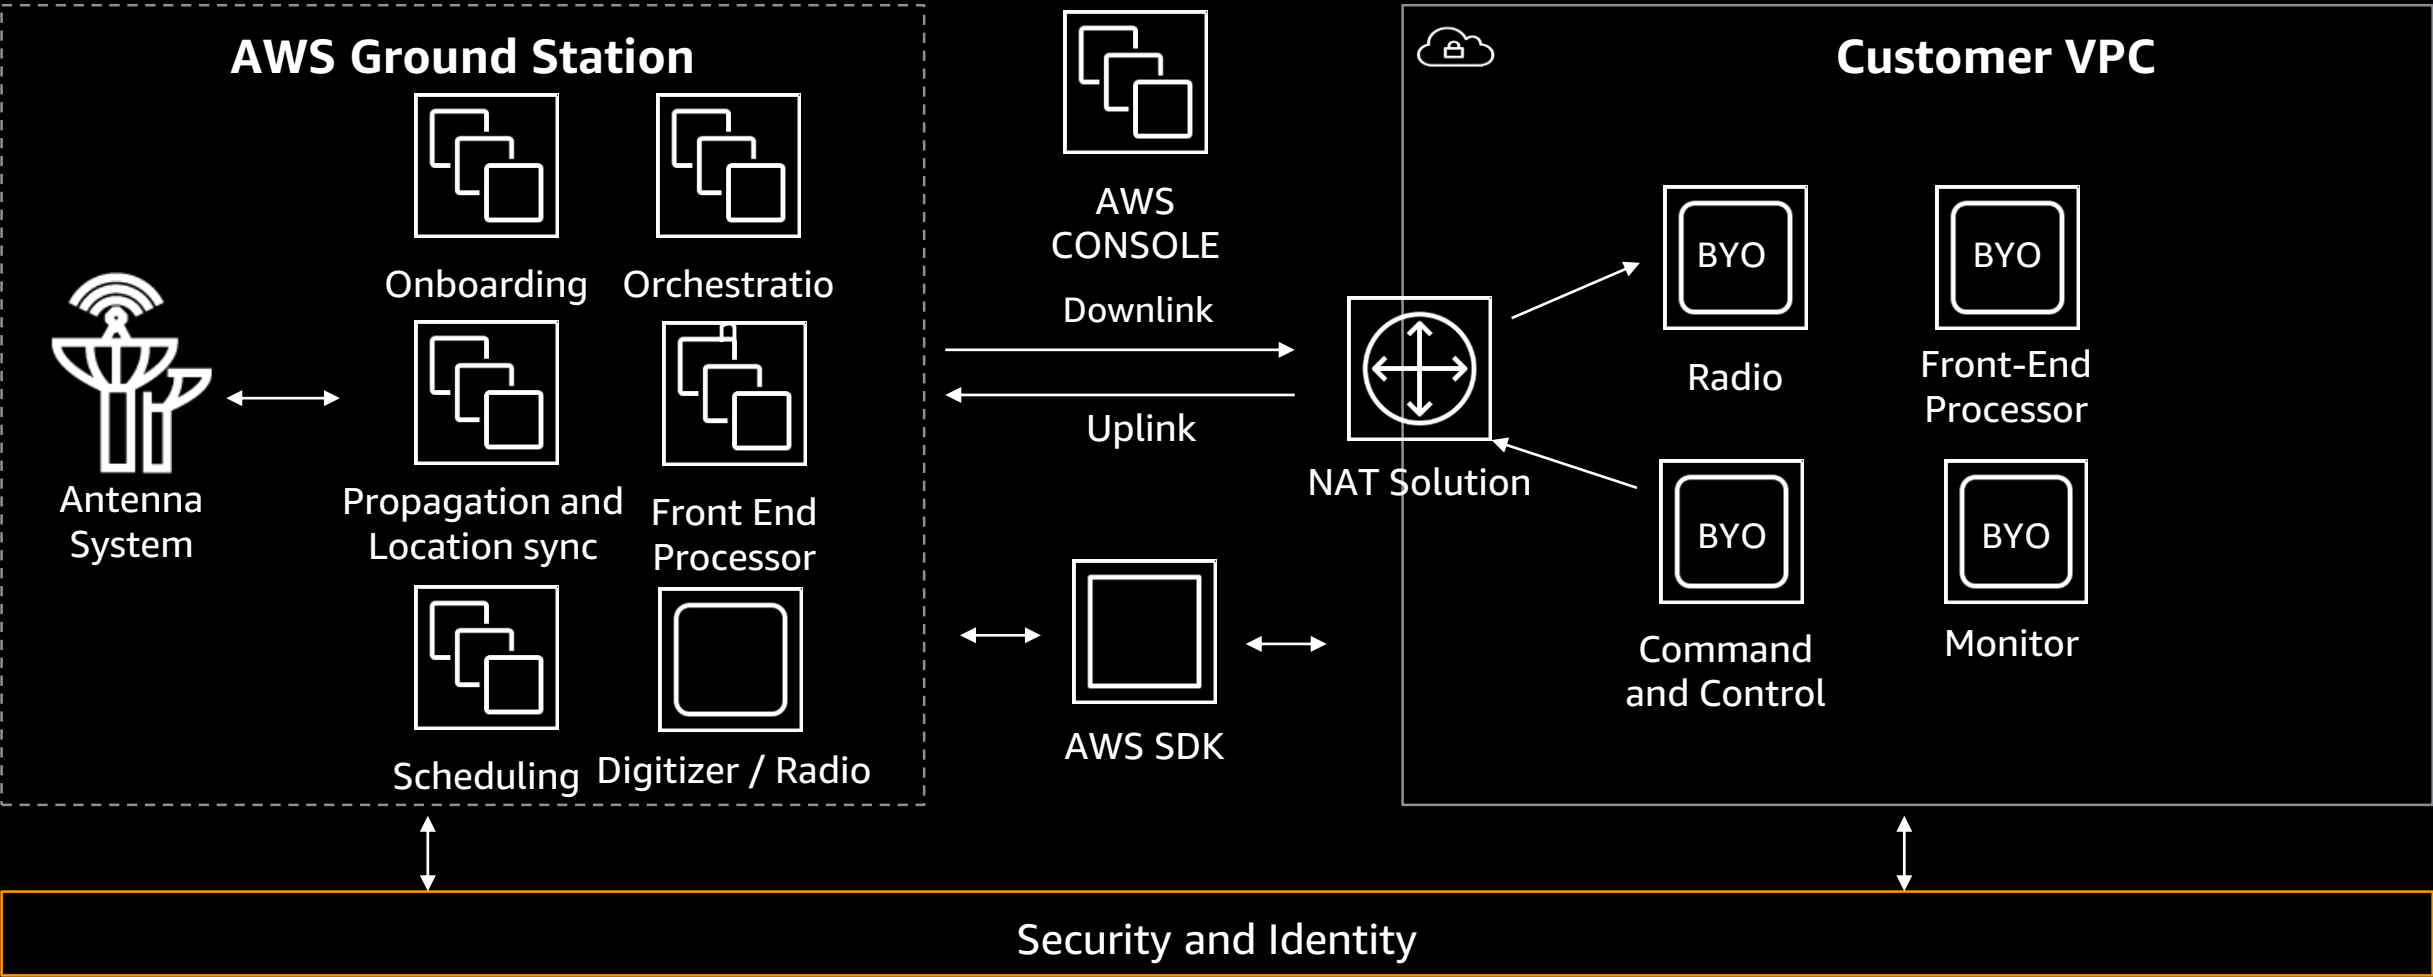 AWS Ground Station
Onboarding
Orchestratio
n
Antenna
System
Propagation and
Location sync
Front End
Processor
Scheduling
Digitizer / Radio
AWS
CONSOLE
Downlink
Uplink
NAT Solution
AWS SDK
Customer VPC
BYO
Radio
BYO
Front-End
Processor
BYO
Command
and Control
BYO
Monitor
Security and Identity